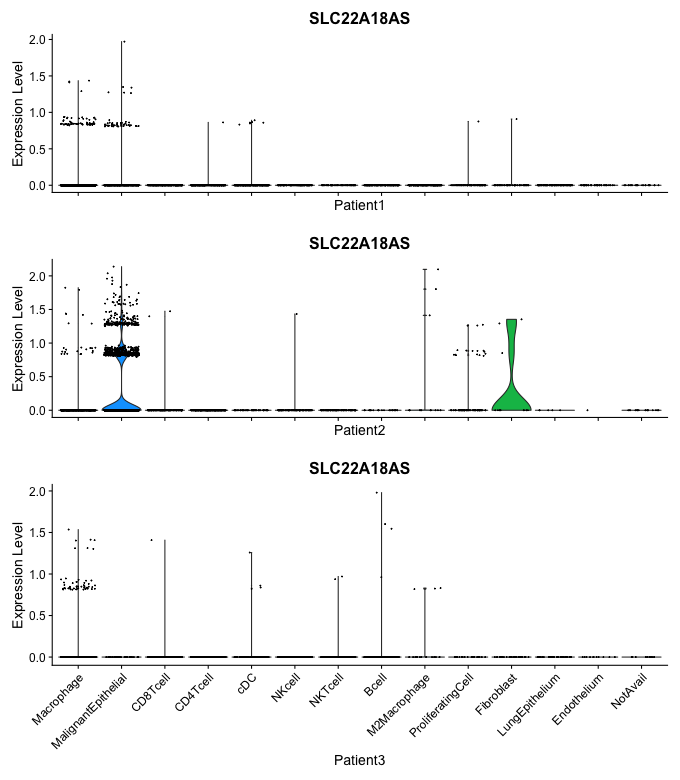 SLC22A18AS
Expression Level
2.0
1.5
1.0
0.5
0.0
Patient1
SLC22A18AS
Expression Level
2.0
1.5
1.0
0.5
0.0
Patient2
SLC22A18AS
Expression Level
2.0
1.5
1.0
0.5
0.0
Macrophage
MalignantEpithelial
CD8Tcell
CD4Tcell
cDC
NKcell
NKTcell
Bcell
M2Macrophage
ProliferatingCell
Fibroblast
LungEpithelium
Endothelium
NotAvail
Patient3